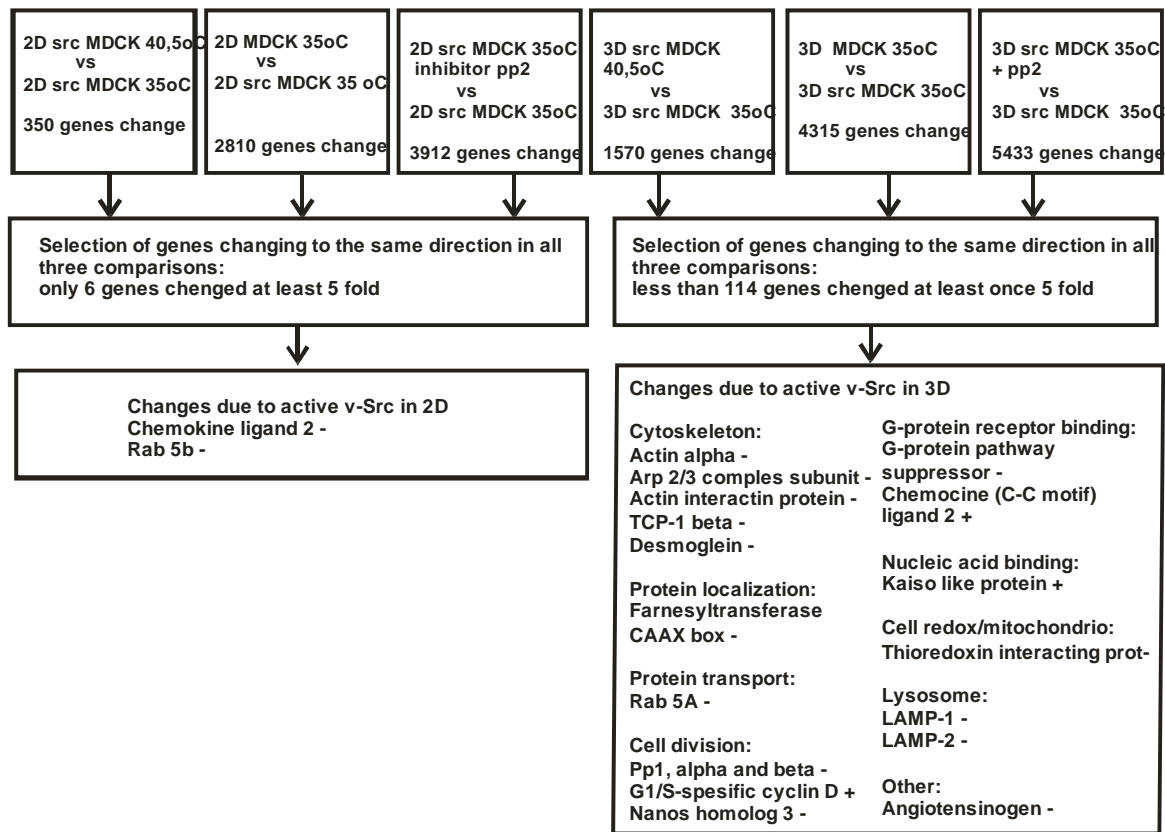 2D src MDCK 40,5oC
vs
2D src MDCK 35oC
350 genes change
2D MDCK 35oC
vs
2D src MDCK 35 oC
2810 genes change
2D src MDCK 35oC
inhibitor pp2
vs
2D src MDCK 35oC
3912 genes change
3D src MDCK
40,5oC
vs
3D src MDCK 35oC
1570 genes change
3D MDCK 35oC
vs
3D src MDCK 35oC
4315 genes change
3D src MDCK 35oC
+ pp2
vs
3D src MDCK 35oC
5433 genes change
Selection of genes changing to the same direction in all
three comparisons:
only 6 genes chenged at least 5 fold
Selection of genes changing to the same direction in all
three comparisons:
less than 114 genes chenged at least once 5 fold
Changes due to active v-Src in 2D
Chemokine ligand 2 -
Rab 5b -
Changes due to active v-Src in 3D
Cytoskeleton:
Actin alpha -
Arp 2/3 comples subunit -
Actin interactin protein -
TCP-1 beta -
Desmoglein -
Protein localization:
Farnesyltransferase
CAAX box -
Protein transport:
Rab 5A -
Cell division:
Pp1, alpha and beta -
G1/S-spesific cyclin D +
Nanos homolog 3 -
G-protein receptor binding:
G-protein pathway
suppressor -
Chemocine (C-C motif)
ligand 2 +
Nucleic acid binding:
Kaiso like protein +
Cell redox/mitochondrio:
Thioredoxin interacting prot-
Lysosome:
LAMP-1 -
LAMP-2 -
Other:
Angiotensinogen -